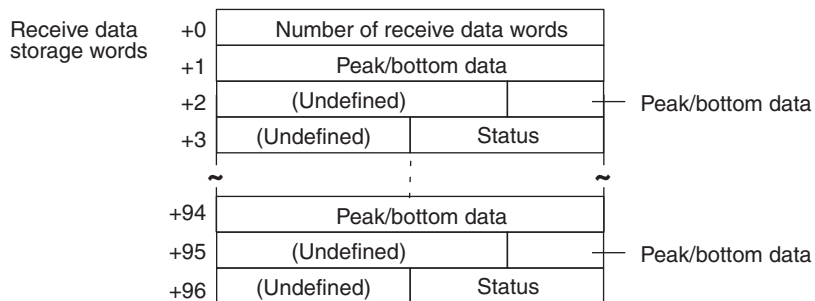 Receive data storage words
+0 Number of receive data words
+1 Peak/bottom data
+2 (Undefined) Peak/bottom data
+3 (Undefined) Status
~ ~
+94 Peak/bottom data
+95 (Undefined) Peak/bottom data
+96 (Undefined) Status